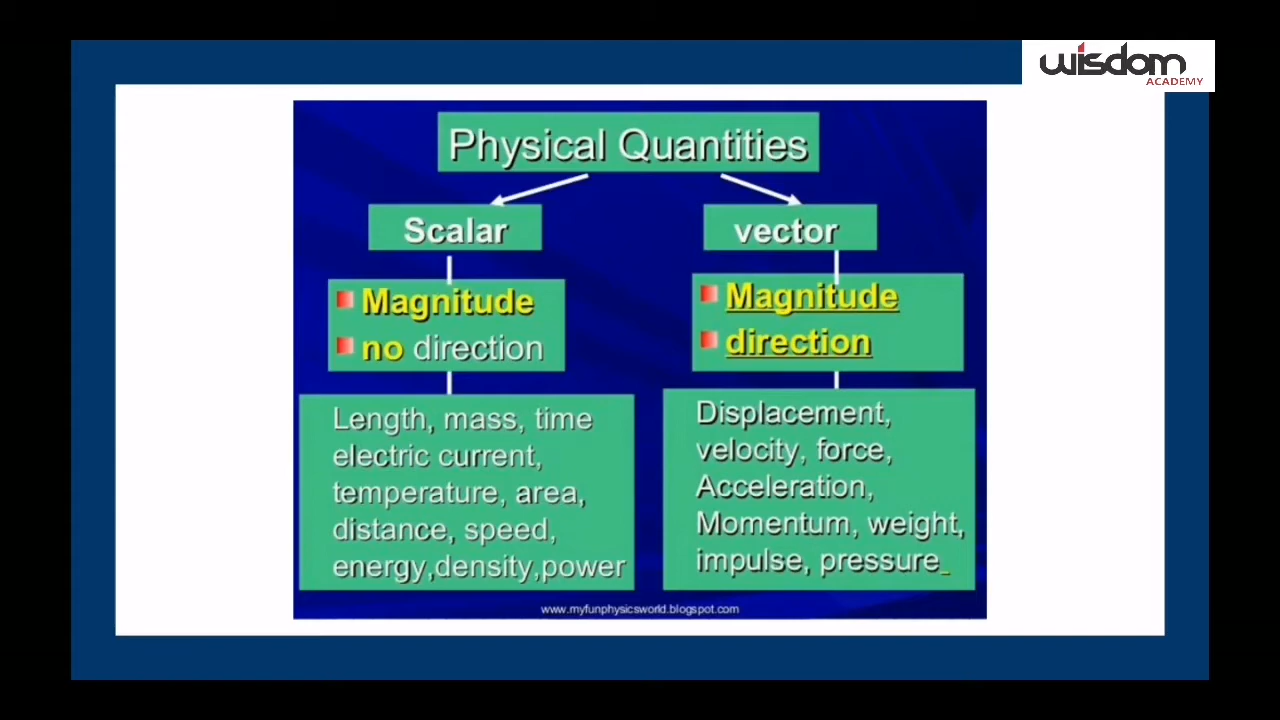 wisdom
ACADEMY
Physical Quantities
Scalar
vector
Magnitude
no direction
Magnitude
direction
Length, mass, time
electric current,
temperature, area,
distance, speed,
energy,density,power
Displacement,
velocity, force,
Acceleration,
Momentum, weight,
impulse, pressure_
www.myfunphysicsworld.blogspot.com